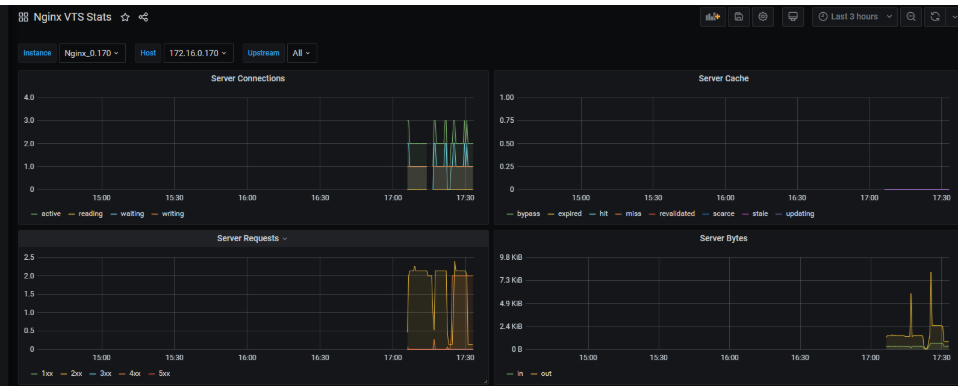 Nginx VTS Stats
Last 3 hours
Instance Nginx_0.170 Host 172.16.0.170 Upstream All
Server Connections
4.0
3.0
2.0
1.0
0
15:00 15:30 16:00 16:30 17:00 17:30
active reading waiting writing
Server Cache
1.00
0.75
0.50
0.25
0
15:00 15:30 16:00 16:30 17:00 17:30
bypass expired hit miss revalidated scarce stale updating
Server Requests
2.5
2.0
1.5
1.0
0.5
0
15:00 15:30 16:00 16:30 17:00 17:30
1xx 2xx 3xx 4xx 5xx
Server Bytes
9.8 KiB
7.3 KiB
4.9 KiB
2.4 KiB
0 B
15:00 15:30 16:00 16:30 17:00 17:30
in out